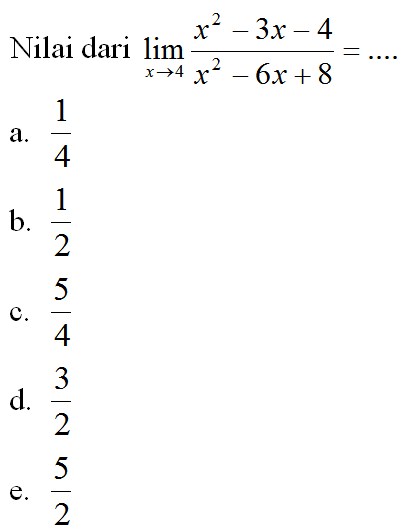 Nilai dari lim x→4 (x² − 3x − 4)/(x² − 6x + 8) = ....
a. 1/4
b. 1/2
c. 5/4
d. 3/2
e. 5/2